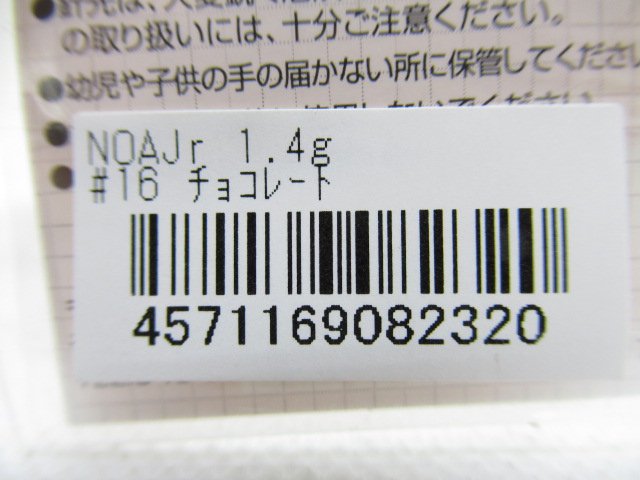 の取り扱いには、十分ご注意ください。
●幼児や子供の手の届かない所に保管してください
NOAJr 1.4g
#16 チョコレート
4571169082320